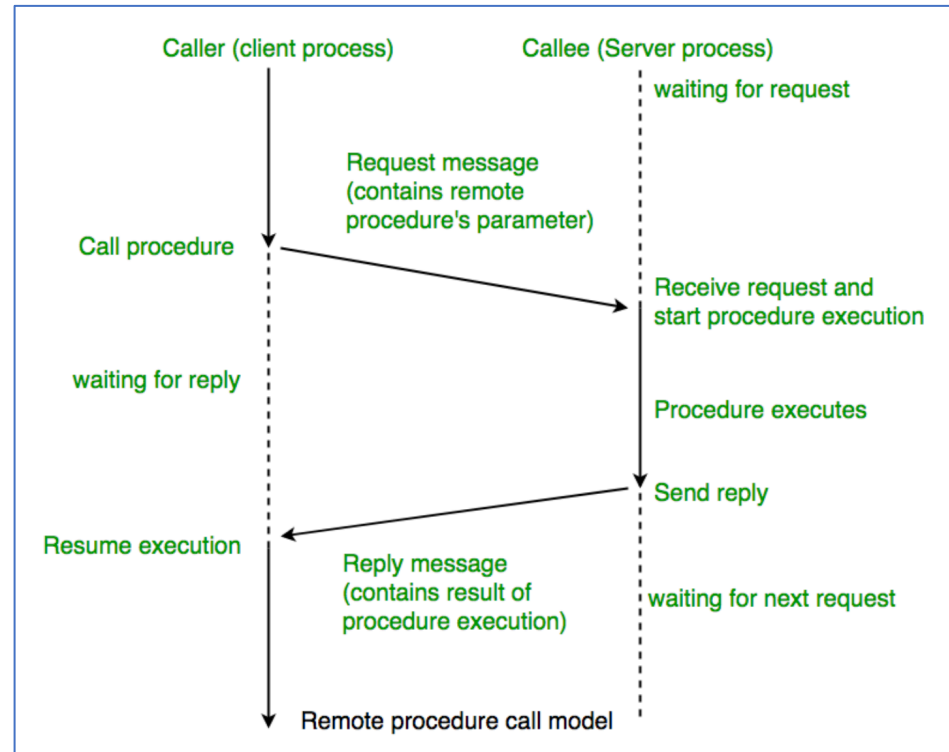 Caller (client process)
Callee (Server process)
waiting for request
Request message
(contains remote
procedure's parameter)
Call procedure
Receive request and
start procedure execution
waiting for reply
Procedure executes
Send reply
Resume execution
Reply message
(contains result of
procedure execution)
waiting for next request
Remote procedure call model